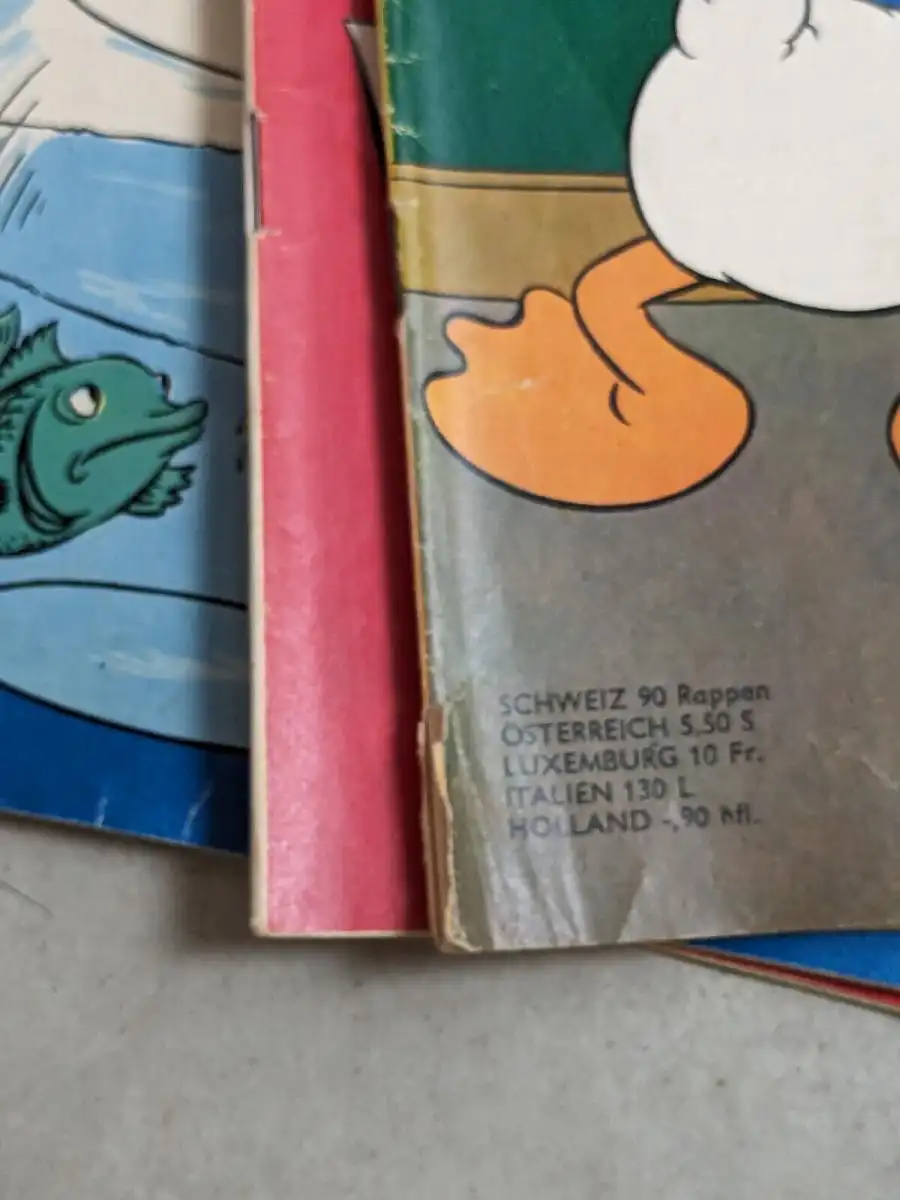 SCHWEIZ 90 Rappen
ÖSTERREICH 5,50 S
LUXEMBURG 10 Fr.
ITALIEN 130 L
HOLLAND -,90 hfl.